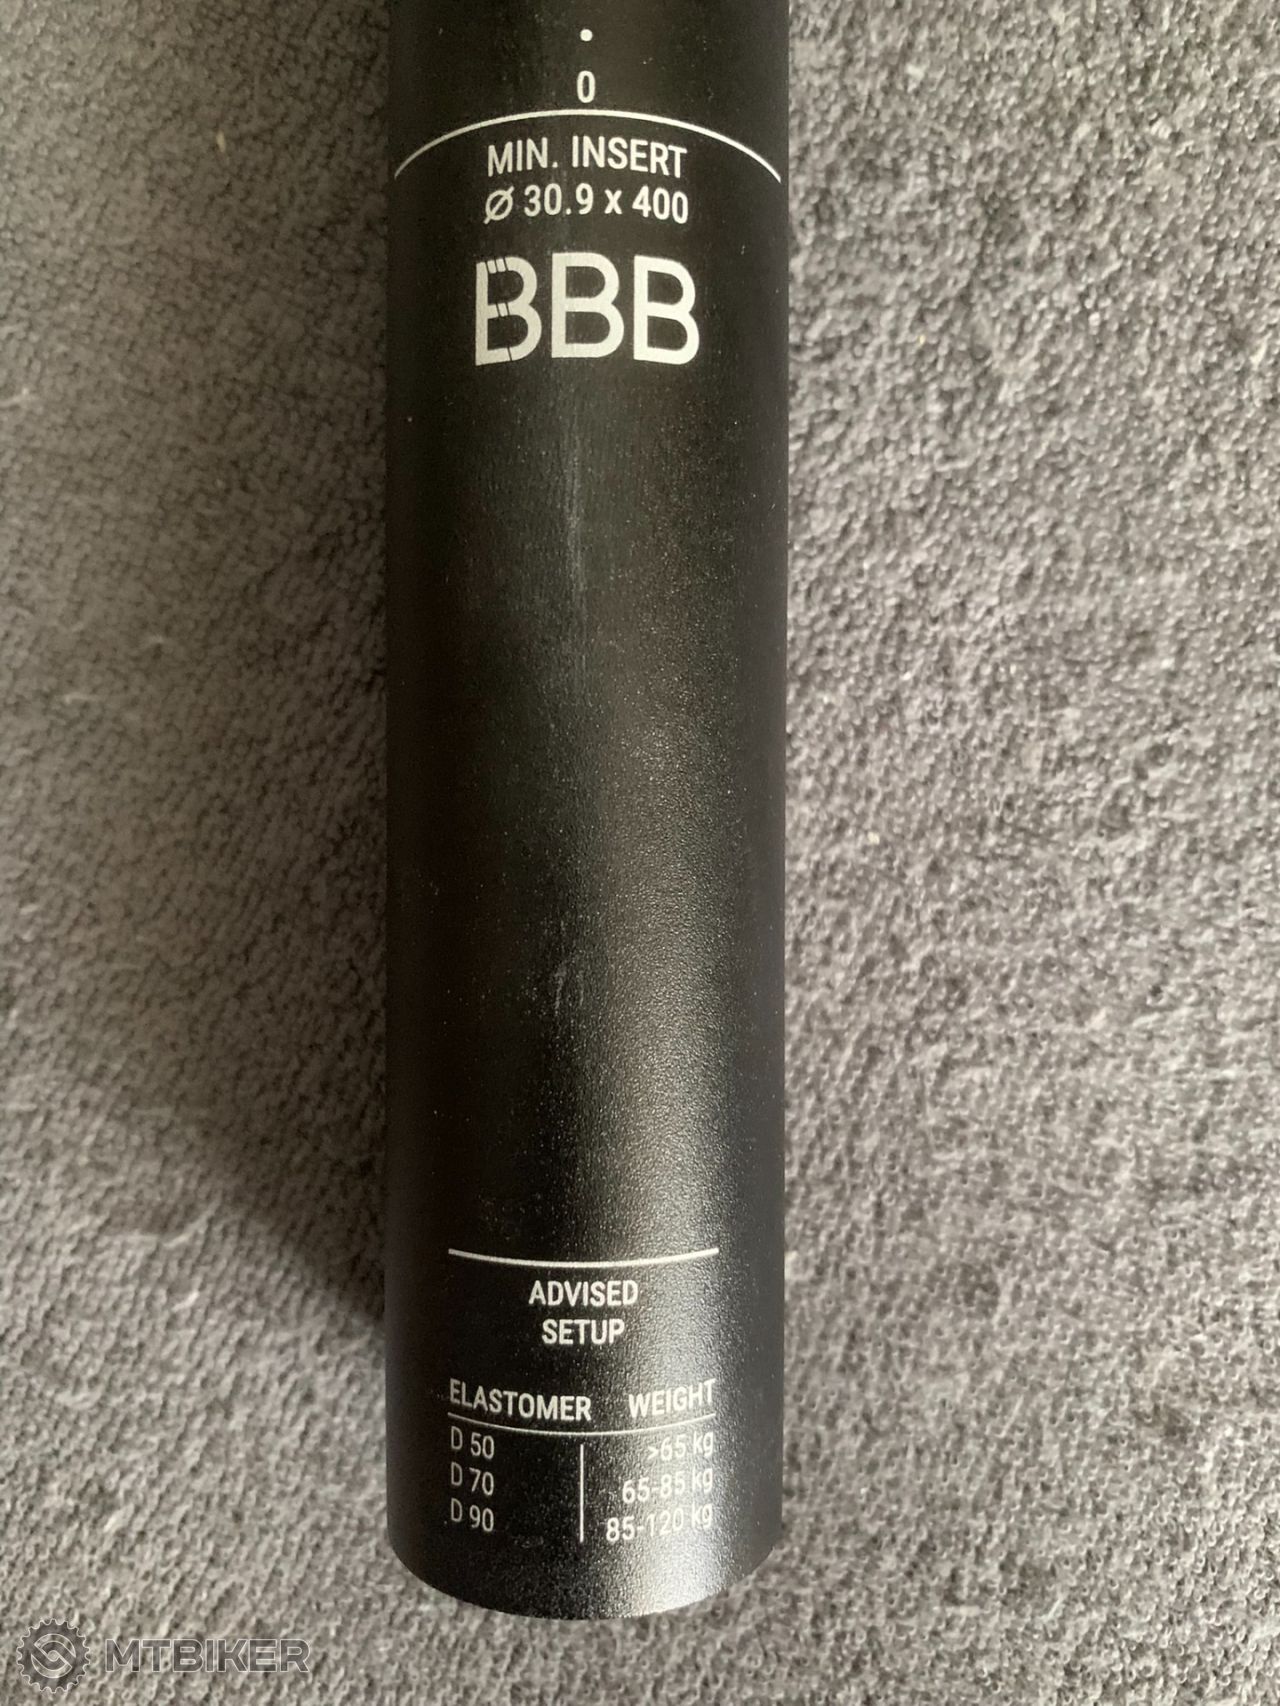 0
MIN. INSERT
Ø 30.9 x 400
BBB
ADVISED
SETUP
ELASTOMER WEIGHT
D 50 >65 kg
D 70 65-85 kg
D 90 85-120 kg
MTBIKER